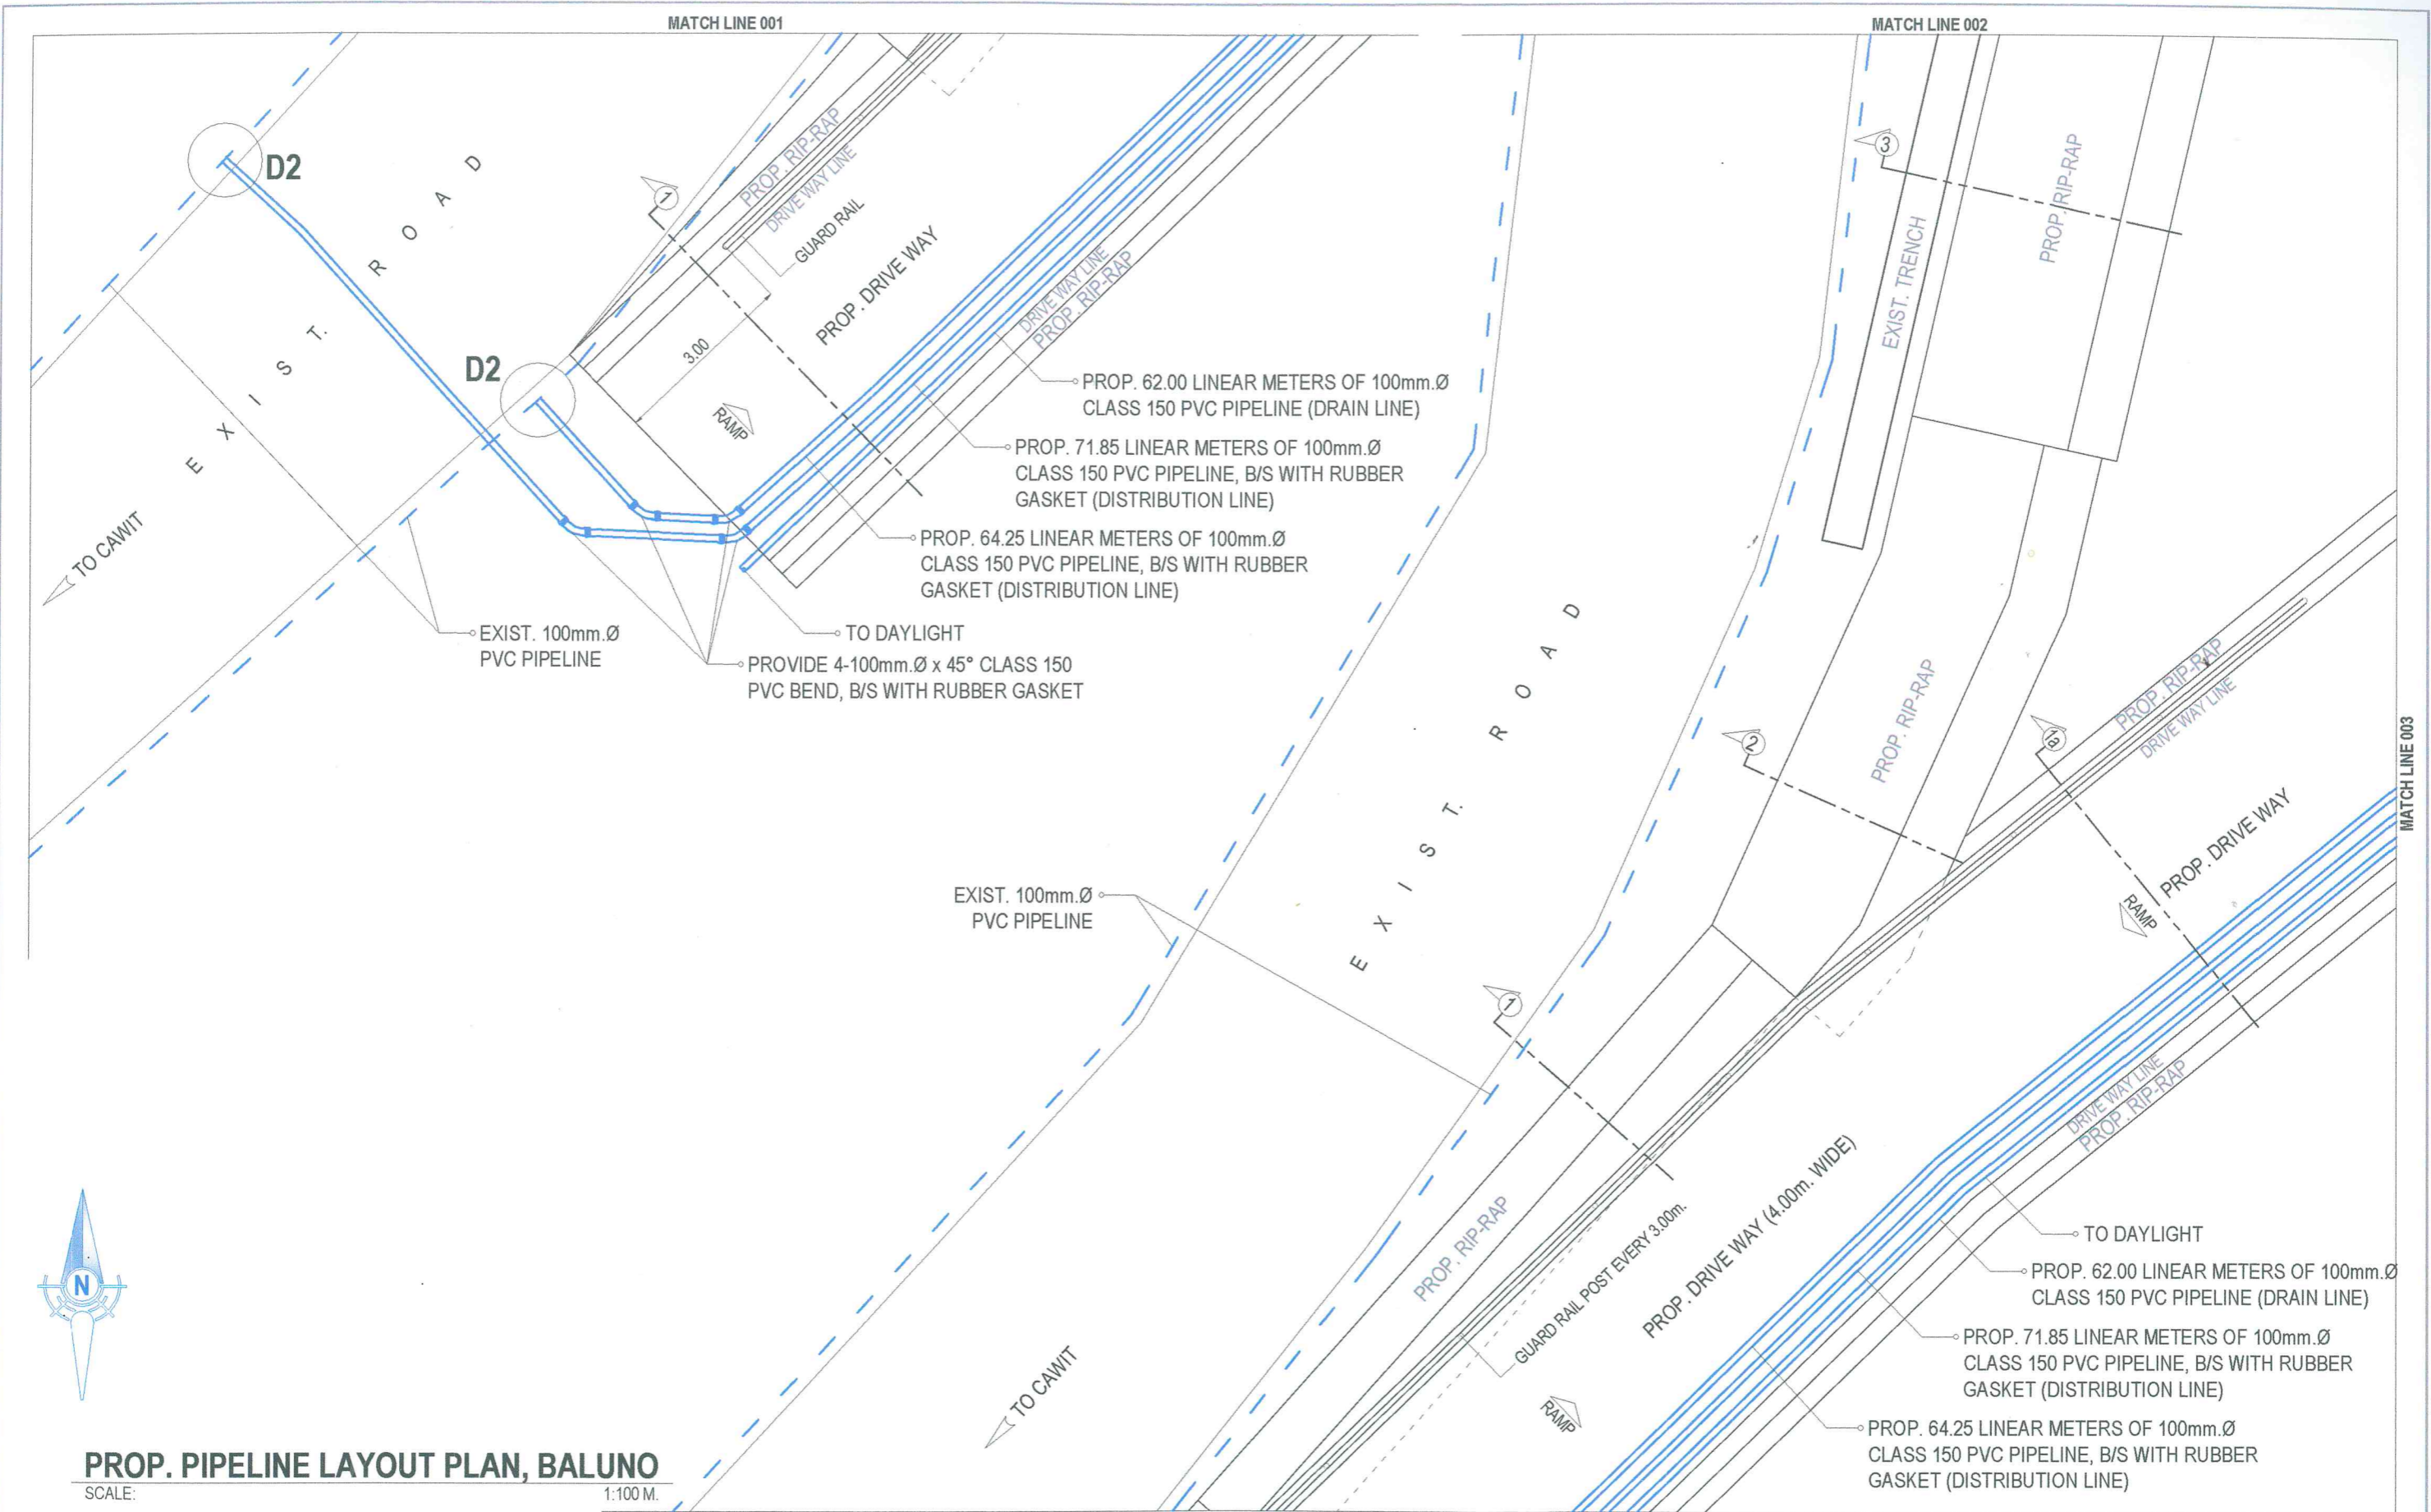 MATCH LINE 001
MATCH LINE 002
D2
EXIST. ROAD
1
PROP. RIP-RAP
DRIVE WAY LINE
GUARD RAIL
PROP. DRIVE WAY
3.00
RAMP
DRIVE WAY LINE
PROP. RIP-RAP
D2
TO CAWIT
PROP. 62.00 LINEAR METERS OF 100mm.Ø
CLASS 150 PVC PIPELINE (DRAIN LINE)
PROP. 71.85 LINEAR METERS OF 100mm.Ø
CLASS 150 PVC PIPELINE, B/S WITH RUBBER
GASKET (DISTRIBUTION LINE)
PROP. 64.25 LINEAR METERS OF 100mm.Ø
CLASS 150 PVC PIPELINE, B/S WITH RUBBER
GASKET (DISTRIBUTION LINE)
EXIST. 100mm.Ø
PVC PIPELINE
TO DAYLIGHT
PROVIDE 4-100mm.Ø x 45° CLASS 150
PVC BEND, B/S WITH RUBBER GASKET
3
EXIST. TRENCH
PROP. RIP-RAP
EXIST. ROAD
2
PROP. RIP-RAP
1a
PROP. RIP-RAP
DRIVE WAY LINE
PROP. DRIVE WAY
RAMP
MATCH LINE 003
EXIST. 100mm.Ø
PVC PIPELINE
1
DRIVE WAY LINE
PROP. RIP-RAP
PROP. RIP-RAP
GUARD RAIL POST EVERY 3.00m.
PROP. DRIVE WAY (4.00m. WIDE)
RAMP
TO CAWIT
TO DAYLIGHT
PROP. 62.00 LINEAR METERS OF 100mm.Ø
CLASS 150 PVC PIPELINE (DRAIN LINE)
PROP. 71.85 LINEAR METERS OF 100mm.Ø
CLASS 150 PVC PIPELINE, B/S WITH RUBBER
GASKET (DISTRIBUTION LINE)
PROP. 64.25 LINEAR METERS OF 100mm.Ø
CLASS 150 PVC PIPELINE, B/S WITH RUBBER
GASKET (DISTRIBUTION LINE)
N
PROP. PIPELINE LAYOUT PLAN, BALUNO
SCALE: 1:100 M.